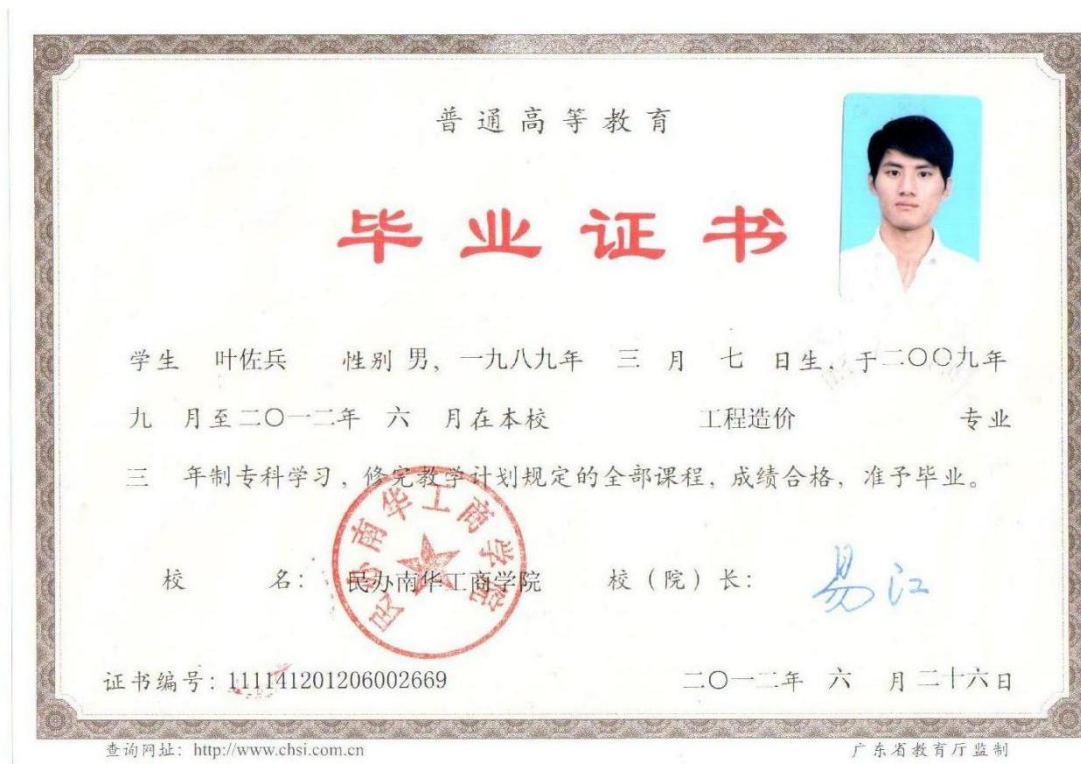 普通高等教育
毕业证书
学生 叶佐兵 性别 男，一九八九年 三 月 七 日生，于二〇〇九年
九 月至二〇一二年 六 月在本校 工程造价 专业
三 年制专科学习，修完教学计划规定的全部课程，成绩合格，准予毕业。
民办南华工商学院
校 名：民办南华工商学院 校（院）长：易江
证书编号：111141201206002669 二〇一二年 六 月二十六日
查询网址：http://www.chsi.com.cn 广东省教育厅监制